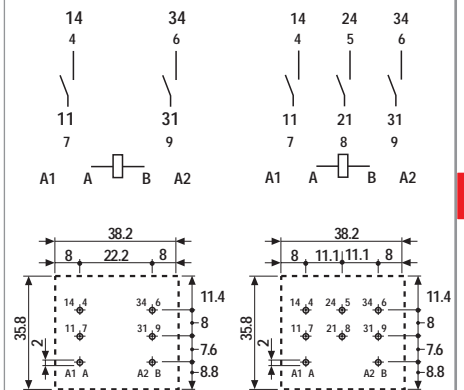 14 34
4 6
11 31
7 9
A1 A B A2
14 24 34
4 5 6
11 21 31
7 8 9
A1 A B A2
38.2
8 22.2 8
35.8
2
14 4 34 6
11 7 31 9
A1 A A2 B
11.4
8
7.6
8.8
38.2
8 11.1 11.1 8
35.8
2
14 4 24 5 34 6
11 7 21 8 31 9
A1 A A2 B
11.4
8
7.6
8.8